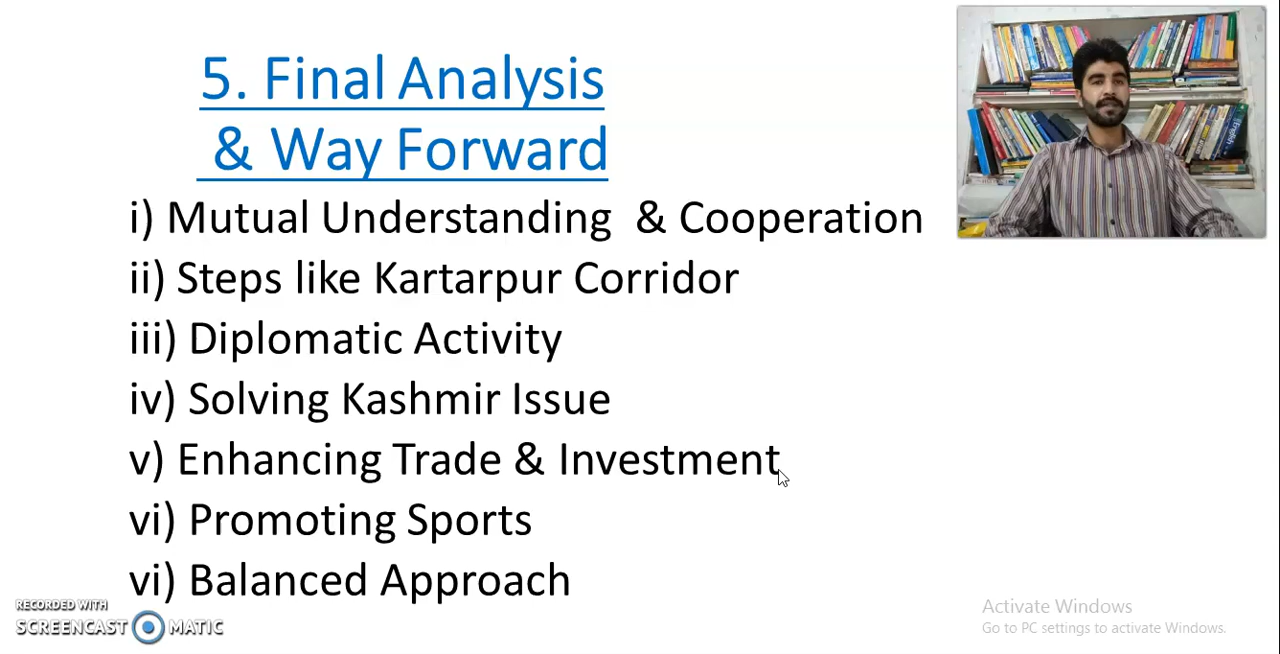 5. Final Analysis
& Way Forward
i) Mutual Understanding & Cooperation
ii) Steps like Kartarpur Corridor
iii) Diplomatic Activity
iv) Solving Kashmir Issue
v) Enhancing Trade & Investment
vi) Promoting Sports
vi) Balanced Approach
RECORDED WITH
SCREENCAST MATIC
Activate Windows
Go to PC settings to activate Windows.
English